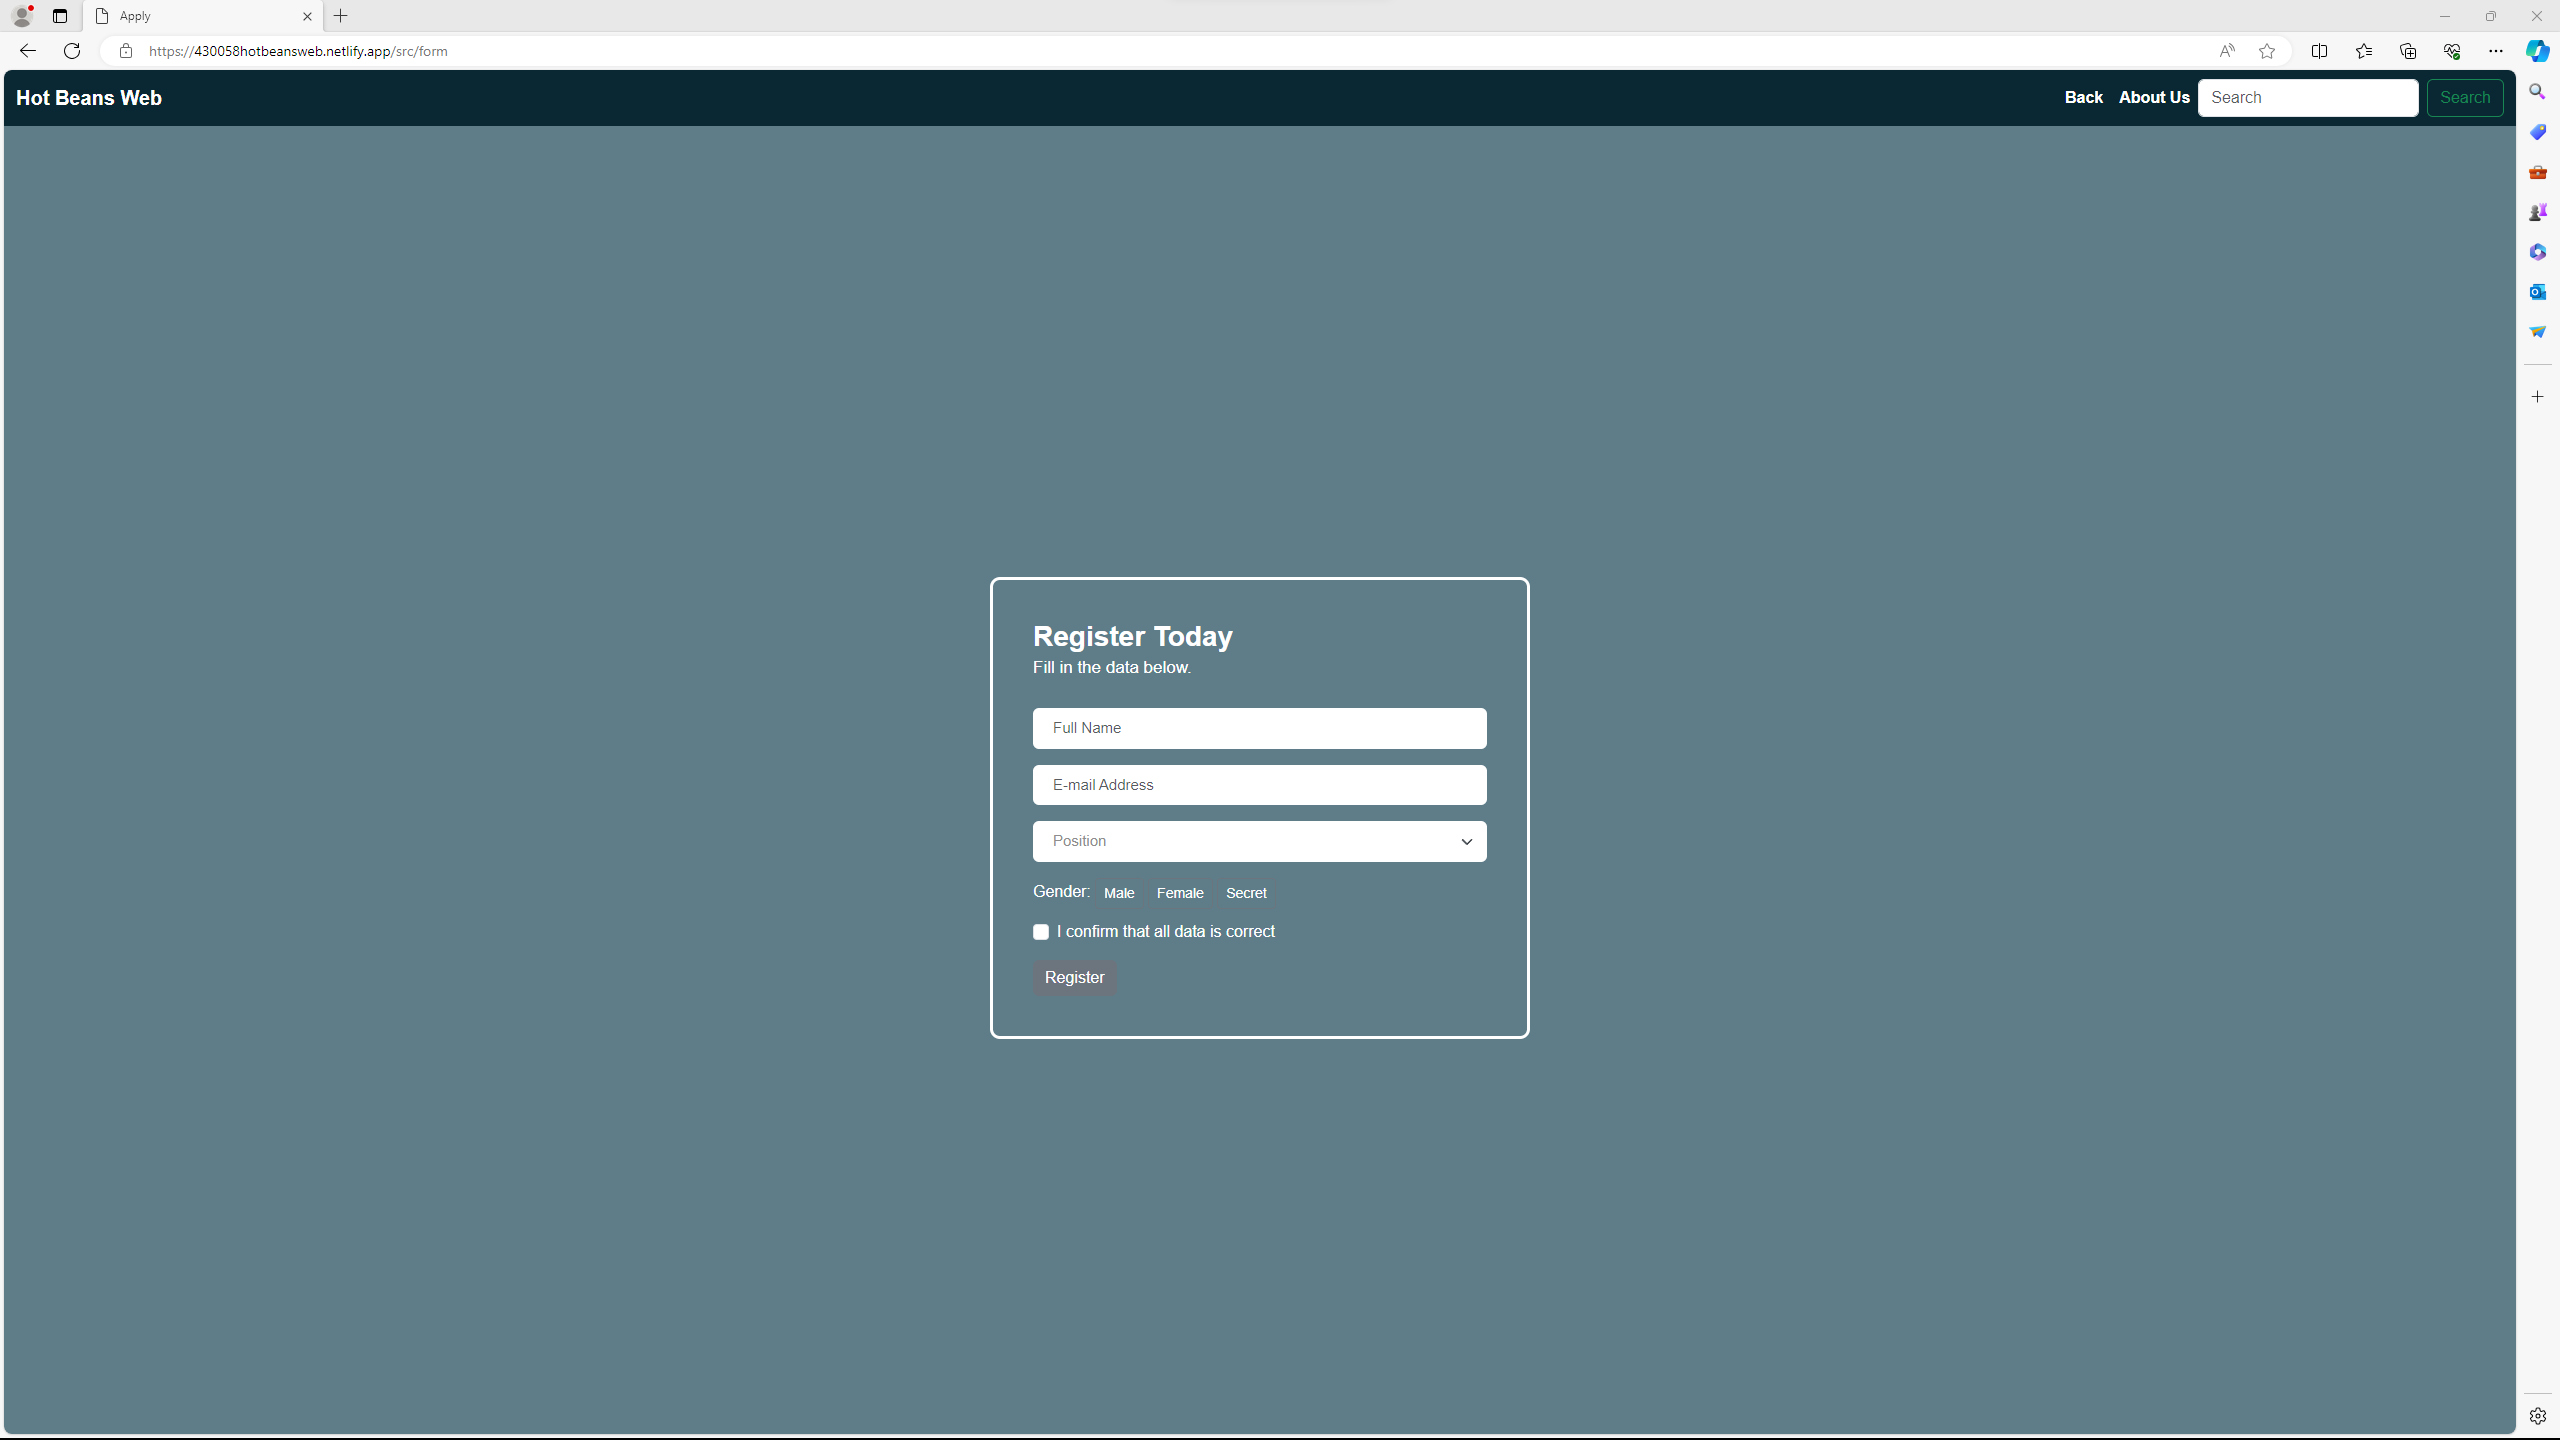 Apply
https://430058hotbeansweb.netlify.app/src/form
Hot Beans Web
Back About Us Search Search
Register Today
Fill in the data below.
Full Name
E-mail Address
Position
Gender: Male Female Secret
I confirm that all data is correct
Register